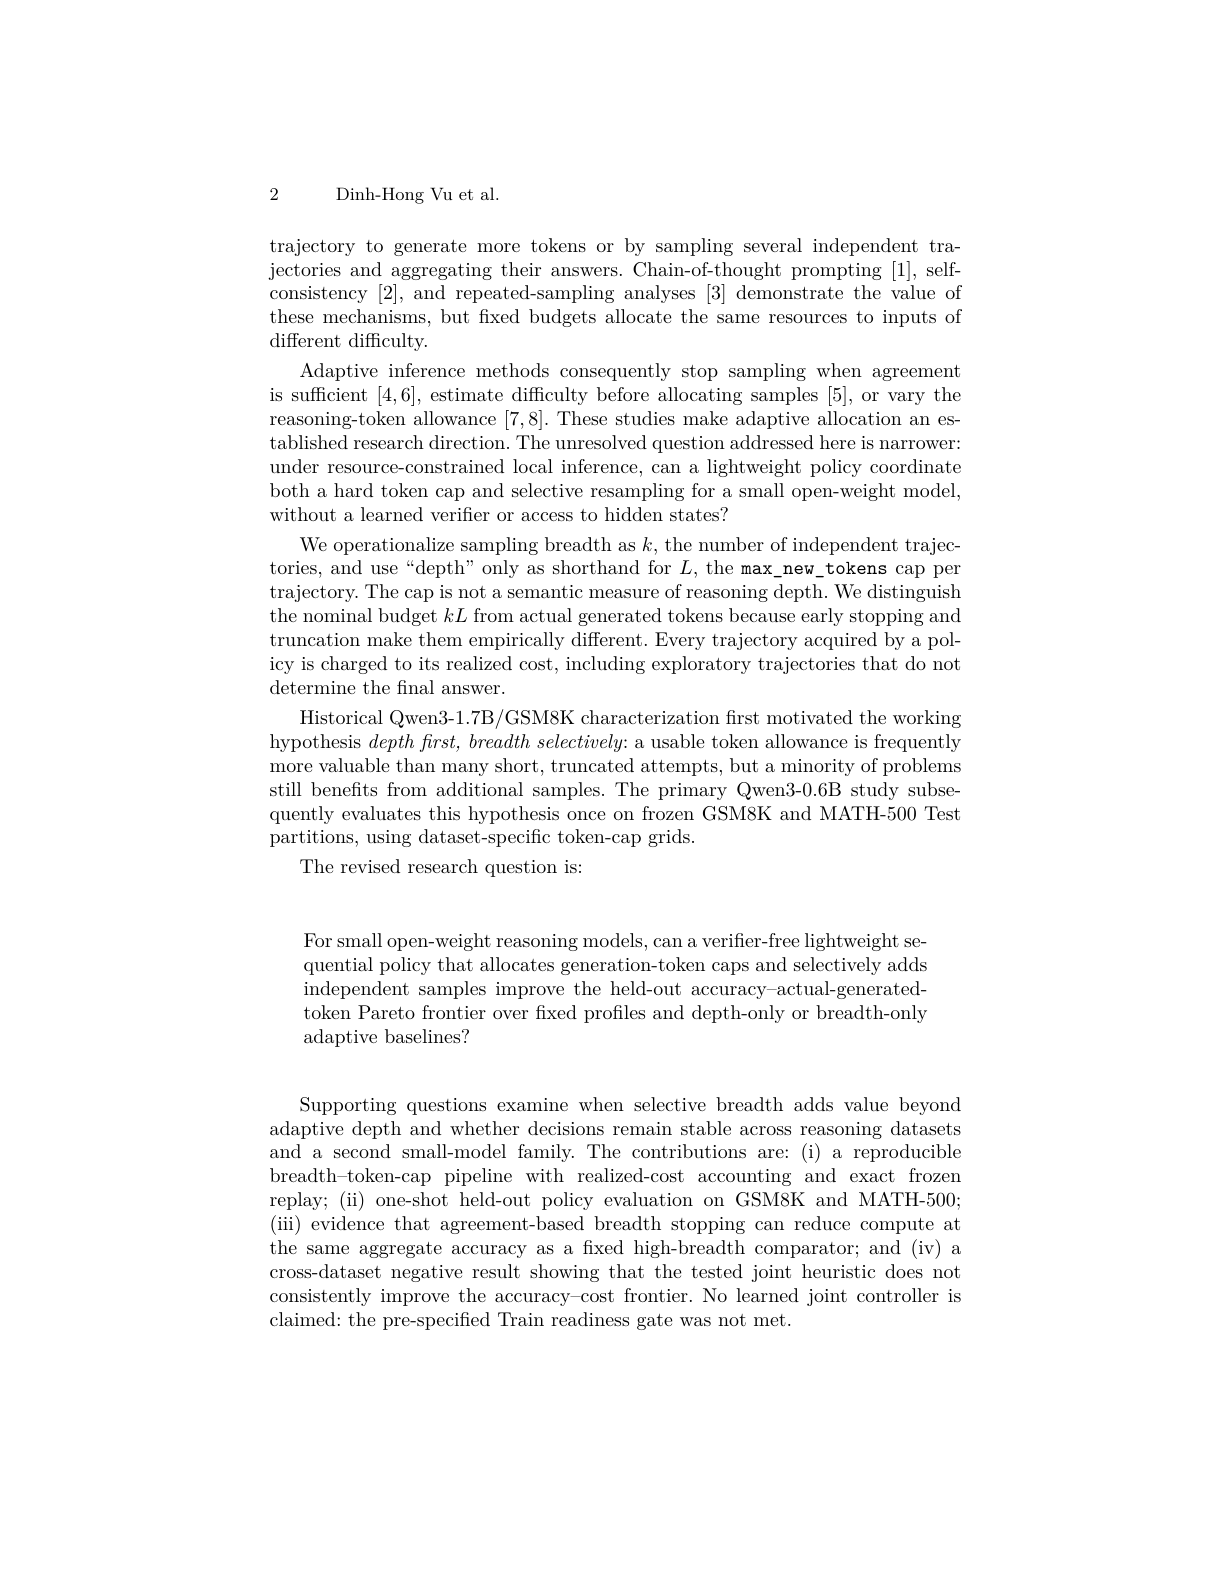 2 Dinh-Hong Vu et al.
trajectory to generate more tokens or by sampling several independent tra-
jectories and aggregating their answers. Chain-of-thought prompting [1], self-
consistency [2], and repeated-sampling analyses [3] demonstrate the value of
these mechanisms, but fixed budgets allocate the same resources to inputs of
different difficulty.
Adaptive inference methods consequently stop sampling when agreement
is sufficient [4,6], estimate difficulty before allocating samples [5], or vary the
reasoning-token allowance [7,8]. These studies make adaptive allocation an es-
tablished research direction. The unresolved question addressed here is narrower:
under resource-constrained local inference, can a lightweight policy coordinate
both a hard token cap and selective resampling for a small open-weight model,
without a learned verifier or access to hidden states?
We operationalize sampling breadth as k, the number of independent trajec-
tories, and use “depth” only as shorthand for L, the max_new_tokens cap per
trajectory. The cap is not a semantic measure of reasoning depth. We distinguish
the nominal budget kL from actual generated tokens because early stopping and
truncation make them empirically different. Every trajectory acquired by a pol-
icy is charged to its realized cost, including exploratory trajectories that do not
determine the final answer.
Historical Qwen3-1.7B/GSM8K characterization first motivated the working
hypothesis depth first, breadth selectively: a usable token allowance is frequently
more valuable than many short, truncated attempts, but a minority of problems
still benefits from additional samples. The primary Qwen3-0.6B study subse-
quently evaluates this hypothesis once on frozen GSM8K and MATH-500 Test
partitions, using dataset-specific token-cap grids.
The revised research question is:
For small open-weight reasoning models, can a verifier-free lightweight se-
quential policy that allocates generation-token caps and selectively adds
independent samples improve the held-out accuracy–actual-generated-
token Pareto frontier over fixed profiles and depth-only or breadth-only
adaptive baselines?
Supporting questions examine when selective breadth adds value beyond
adaptive depth and whether decisions remain stable across reasoning datasets
and a second small-model family. The contributions are: (i) a reproducible
breadth–token-cap pipeline with realized-cost accounting and exact frozen
replay; (ii) one-shot held-out policy evaluation on GSM8K and MATH-500;
(iii) evidence that agreement-based breadth stopping can reduce compute at
the same aggregate accuracy as a fixed high-breadth comparator; and (iv) a
cross-dataset negative result showing that the tested joint heuristic does not
consistently improve the accuracy–cost frontier. No learned joint controller is
claimed: the pre-specified Train readiness gate was not met.